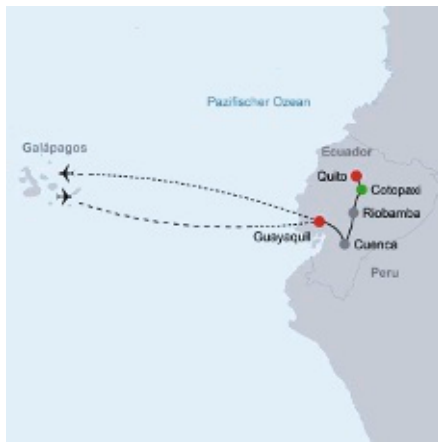 Pazifischer Ozean
Galápagos
Ecuador
Quito
Cotopaxi
Riobamba
Guayaquil
Cuenca
Peru